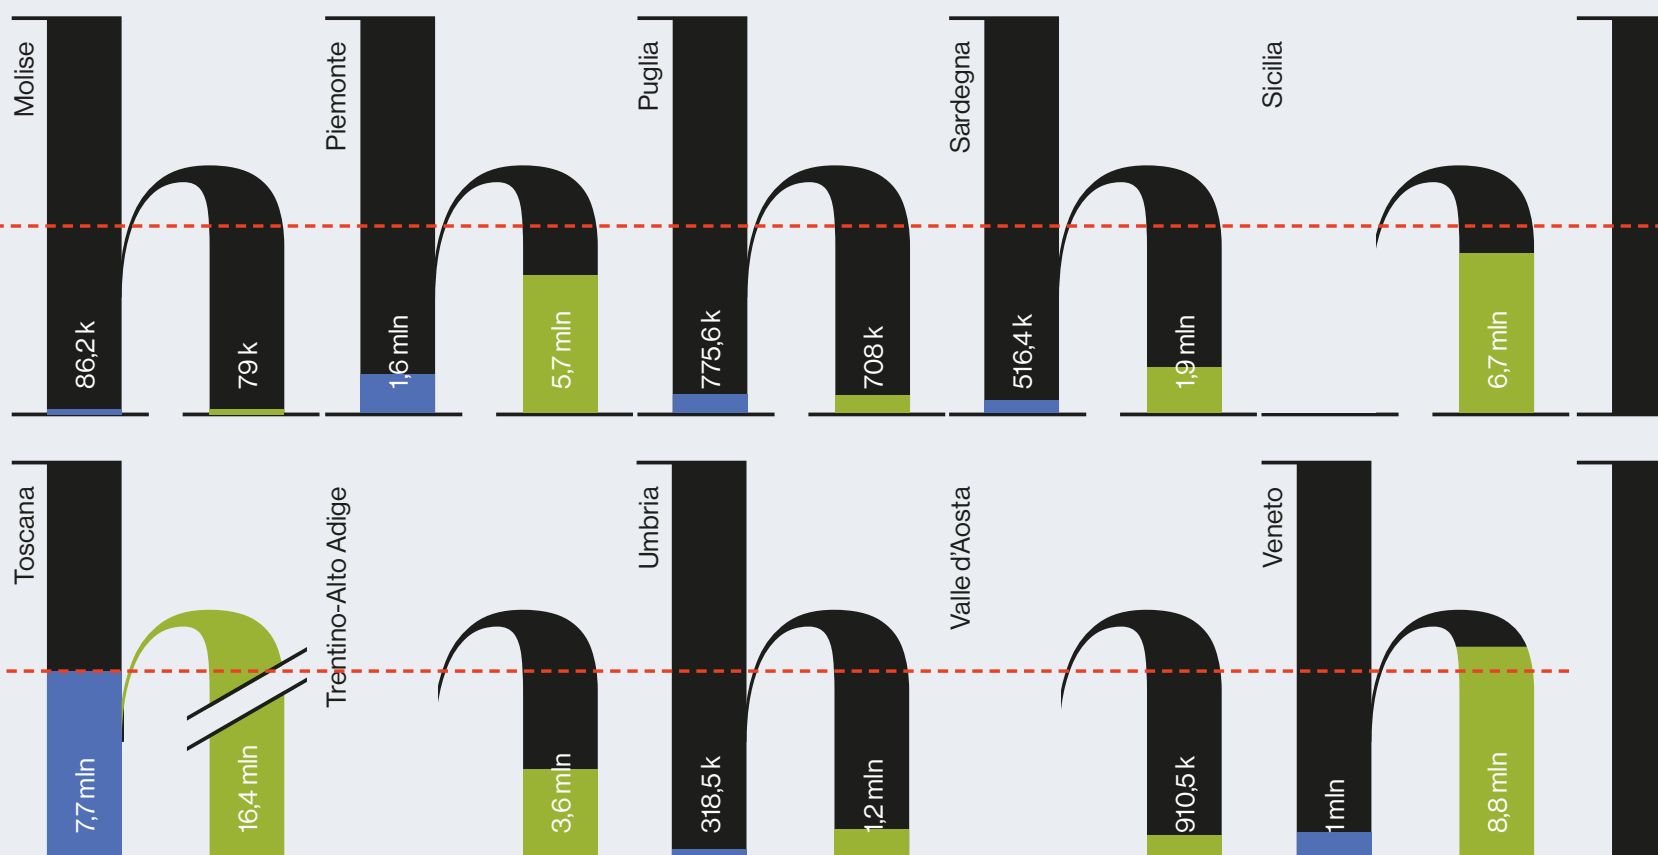 Molise
86,2 k
79 k
Piemonte
1,6 mln
5,7 mln
Puglia
775,6 k
708 k
Sardegna
516,4 k
1,9 mln
Sicilia
6,7 mln
Toscana
7,7 mln
16,4 mln
Trentino-Alto Adige
3,6 mln
Umbria
318,5 k
1,2 mln
Valle d'Aosta
910,5 k
Veneto
1 mln
8,8 mln